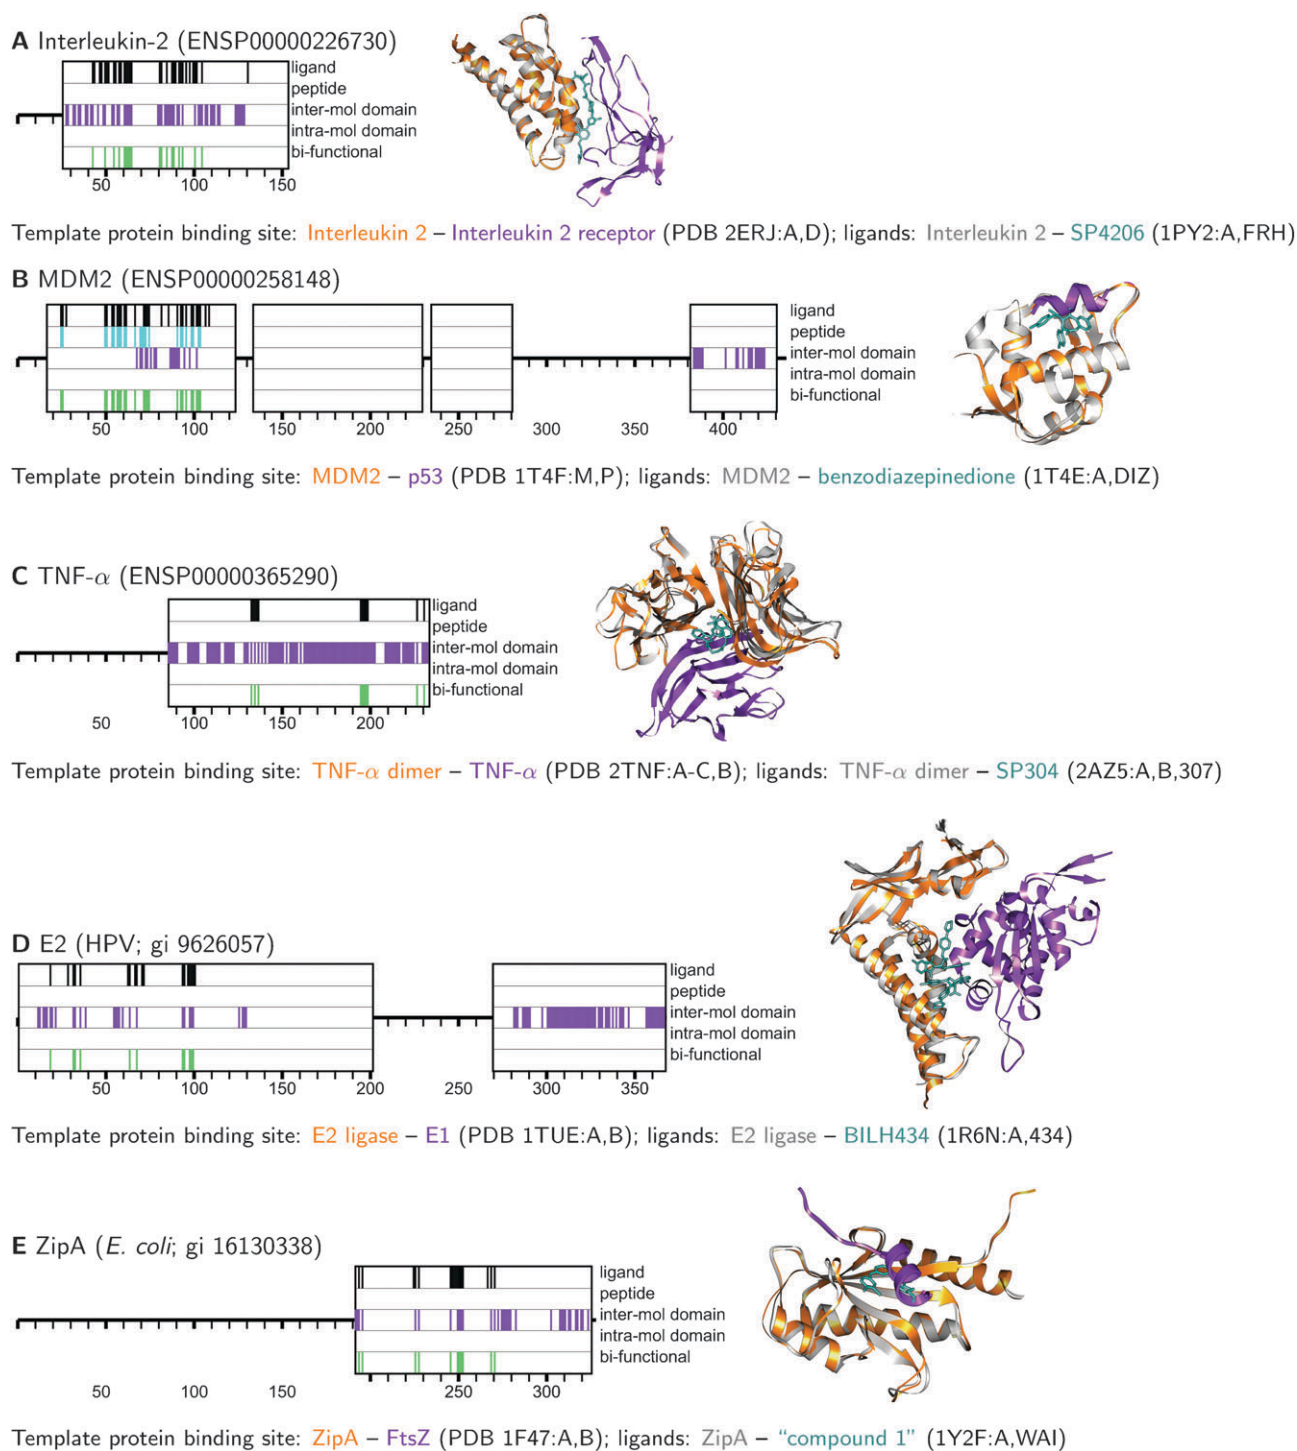 A Interleukin-2 (ENSP00000226730)
ligand
peptide
inter-mol domain
intra-mol domain
bi-functional
50 100 150
Template protein binding site: Interleukin 2 – Interleukin 2 receptor (PDB 2ERJ:A,D); ligands: Interleukin 2 – SP4206 (1PY2:A,FRH)
B MDM2 (ENSP00000258148)
ligand
peptide
inter-mol domain
intra-mol domain
bi-functional
50 100 150 200 250 300 350 400
Template protein binding site: MDM2 – p53 (PDB 1T4F:M,P); ligands: MDM2 – benzodiazepinedione (1T4E:A,DIZ)
C TNF-α (ENSP00000365290)
ligand
peptide
inter-mol domain
intra-mol domain
bi-functional
50 100 150 200
Template protein binding site: TNF-α dimer – TNF-α (PDB 2TNF:A-C,B); ligands: TNF-α dimer – SP304 (2AZ5:A,B,307)
D E2 (HPV; gi 9626057)
ligand
peptide
inter-mol domain
intra-mol domain
bi-functional
50 100 150 200 250 300 350
Template protein binding site: E2 ligase – E1 (PDB 1TUE:A,B); ligands: E2 ligase – BILH434 (1R6N:A,434)
E ZipA (E. coli; gi 16130338)
ligand
peptide
inter-mol domain
intra-mol domain
bi-functional
50 100 150 200 250 300
Template protein binding site: ZipA – FtsZ (PDB 1F47:A,B); ligands: ZipA – “compound 1” (1Y2F:A,WAI)